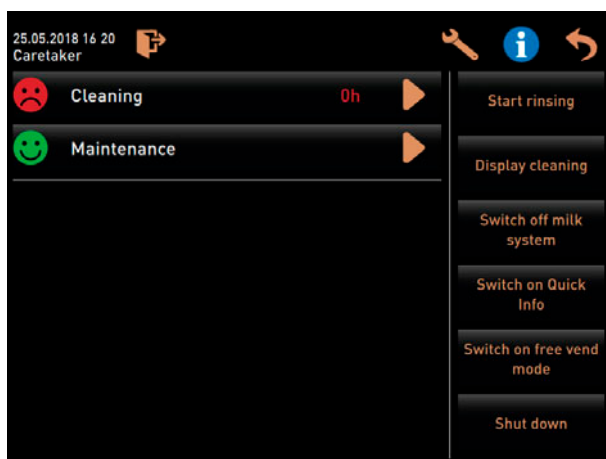 25.05.2018 16 20
Caretaker
Cleaning 0h
Maintenance
Start rinsing
Display cleaning
Switch off milk
system
Switch on Quick
Info
Switch on free vend
mode
Shut down